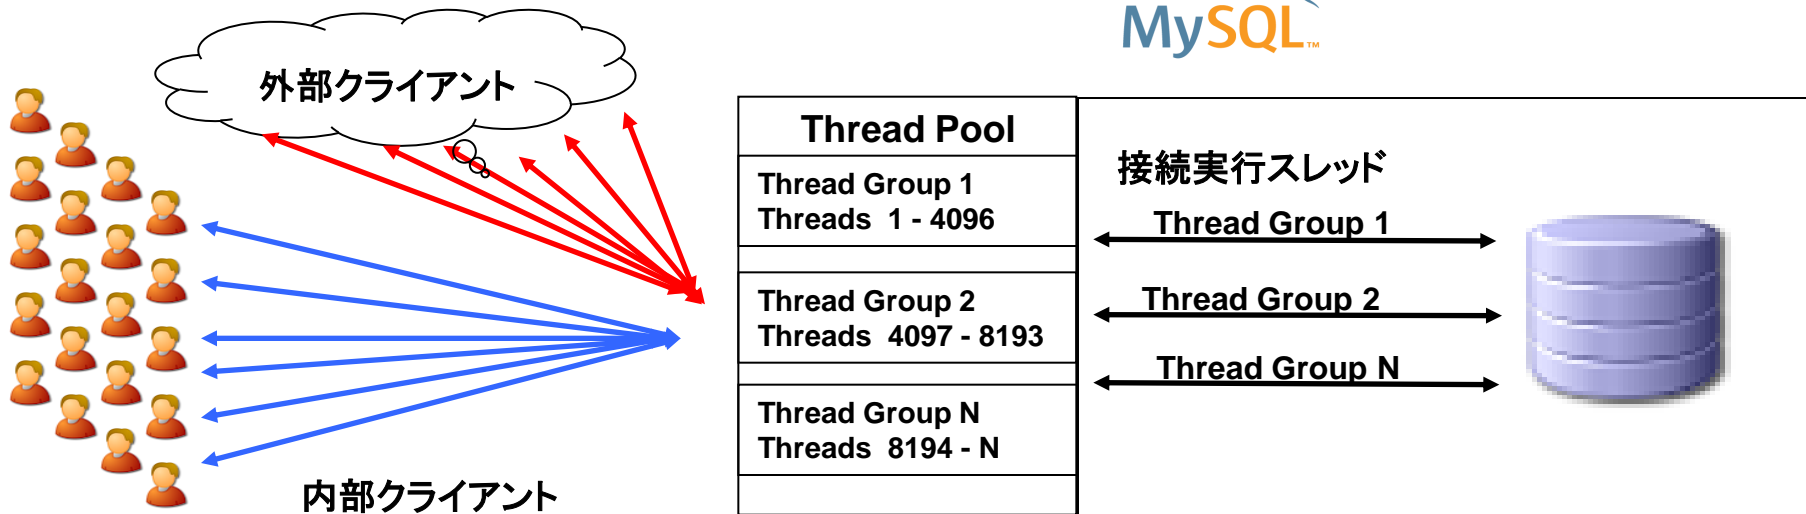 MySQL™
外部クライアント
Thread Pool
Thread Group 1
Threads 1 - 4096
Thread Group 2
Threads 4097 - 8193
Thread Group N
Threads 8194 - N
接続実行スレッド
Thread Group 1
Thread Group 2
Thread Group N
内部クライアント